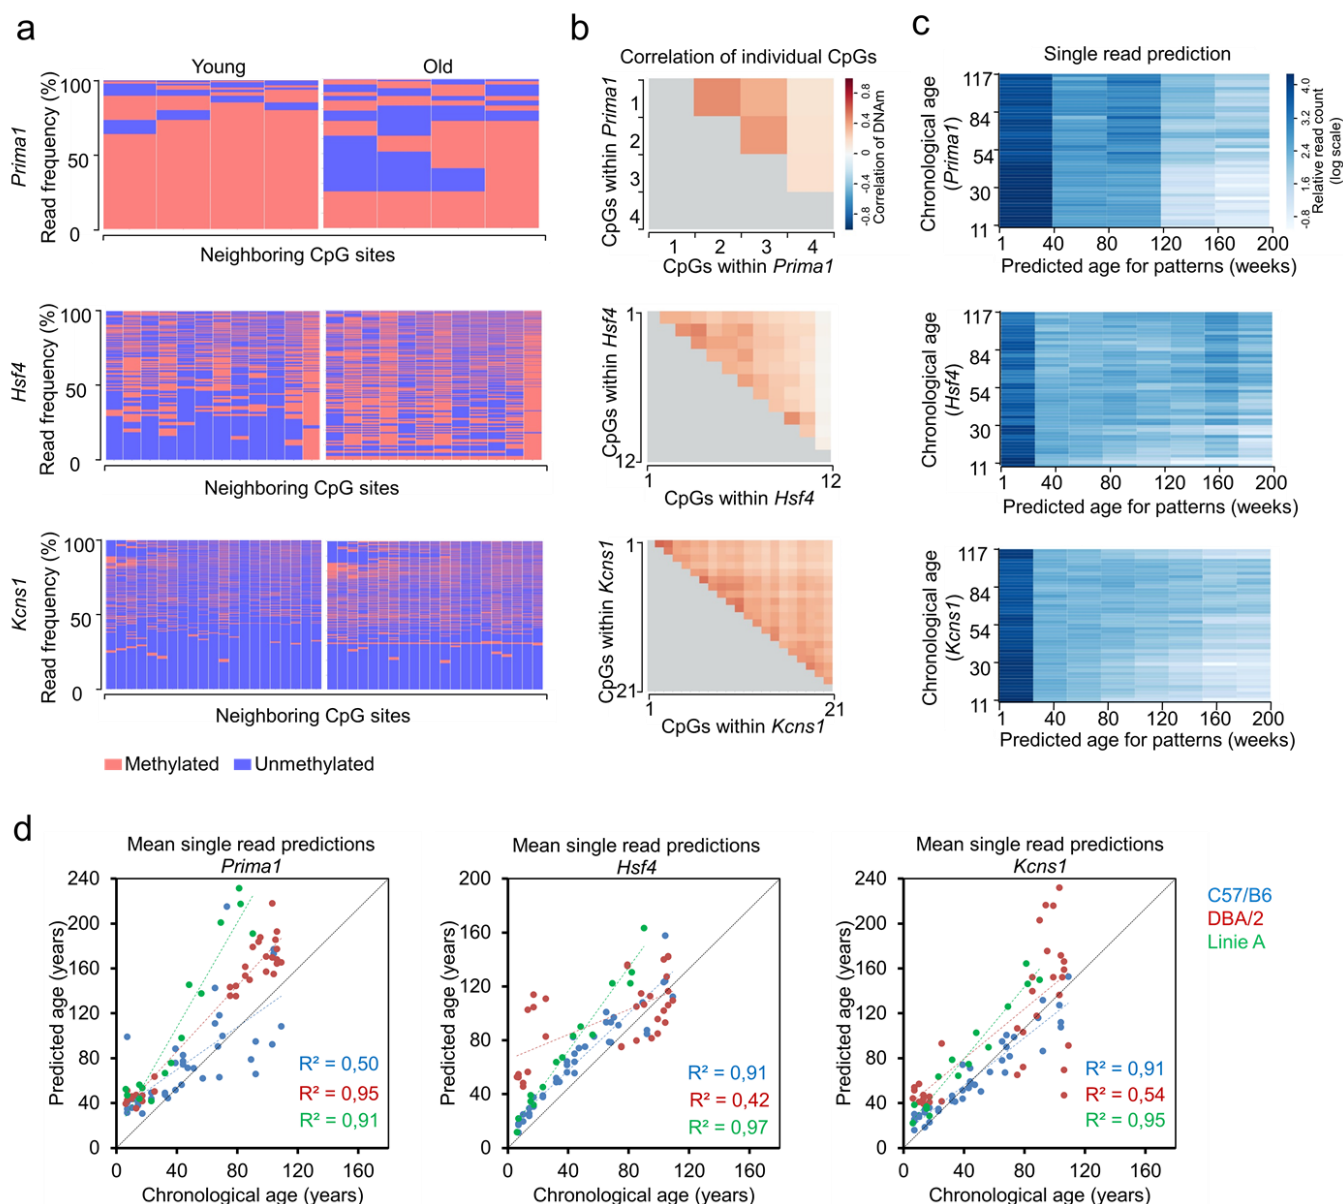 a
Young
Old
Prima1
Read frequency (%)
100
50
0
Neighboring CpG sites
Hsf4
Read frequency (%)
100
50
0
Neighboring CpG sites
Kcns1
Read frequency (%)
100
50
0
Neighboring CpG sites
Methylated
Unmethylated
b
Correlation of individual CpGs
CpGs within Prima1
1
2
3
4
1 2 3 4
CpGs within Prima1
0.8
0.4
0
-0.4
-0.8
Correlation of DNAm
CpGs within Hsf4
1
12
1 12
CpGs within Hsf4
CpGs within Kcns1
1
21
1 21
CpGs within Kcns1
c
Single read prediction
Chronological age
(Prima1)
117
84
54
30
11
1 40 80 120 160 200
Predicted age for patterns (weeks)
4.0
3.2
2.4
1.6
-0.8
Relative read count
(log scale)
Chronological age
(Hsf4)
117
84
54
30
11
1 40 80 120 160 200
Predicted age for patterns (weeks)
Chronological age
(Kcns1)
117
84
54
30
11
1 40 80 120 160 200
Predicted age for patterns (weeks)
d
Mean single read predictions
Prima1
Predicted age (years)
240
200
160
120
80
40
0
R² = 0,50
R² = 0,95
R² = 0,91
0 40 80 120 160
Chronological age (years)
Mean single read predictions
Hsf4
Predicted age (years)
200
160
120
80
40
0
R² = 0,91
R² = 0,42
R² = 0,97
0 40 80 120 160
Chronological age (years)
Mean single read predictions
Kcns1
Predicted age (years)
240
200
160
120
80
40
0
R² = 0,91
R² = 0,54
R² = 0,95
0 40 80 120 160
Chronological age (years)
C57/B6
DBA/2
Linie A